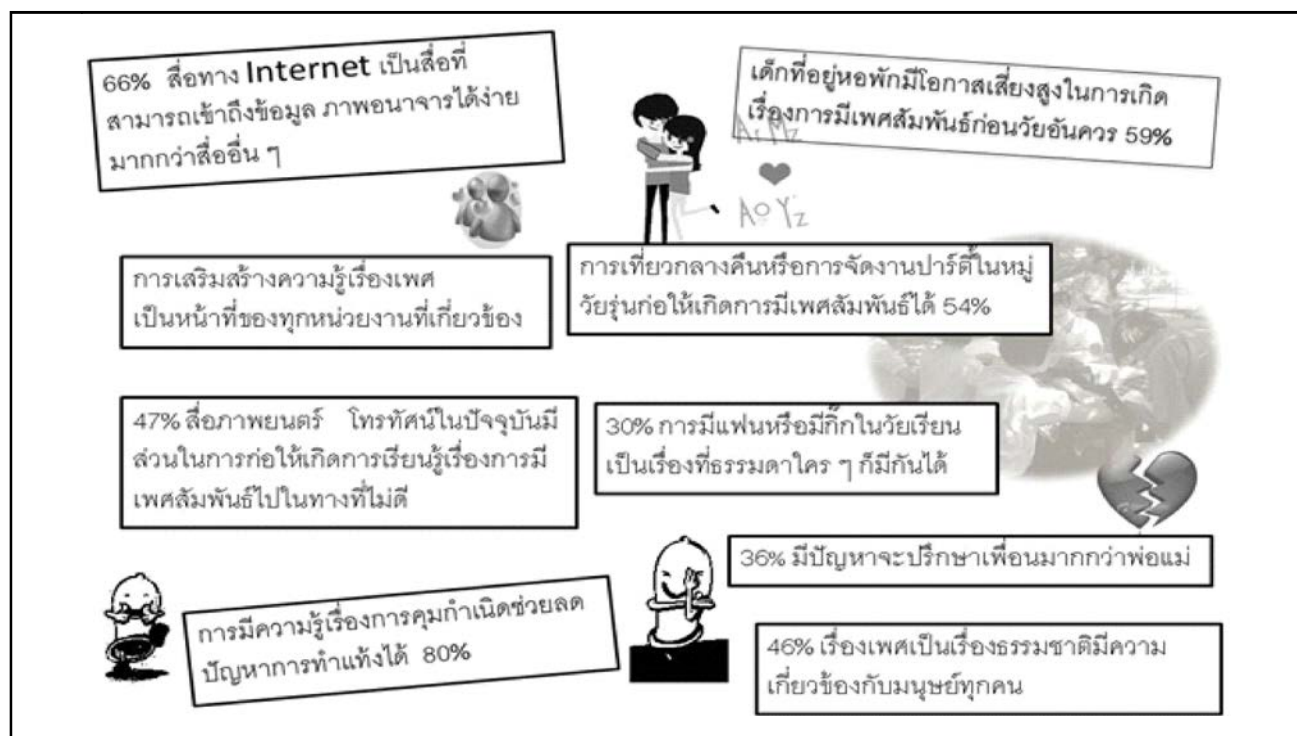 66% สื่อทาง Internet เป็นสื่อที่
สามารถเข้าถึงข้อมูล ภาพอนาจารได้ง่าย
มากกว่าสื่ออื่น ๆ
เด็กที่อยู่หอพักมีโอกาสเสี่ยงสูงในการเกิด
เรื่องการมีเพศสัมพันธ์ก่อนวัยอันควร 59%
การเสริมสร้างความรู้เรื่องเพศ
เป็นหน้าที่ของทุกหน่วยงานที่เกี่ยวข้อง
การเที่ยวกลางคืนหรือการจัดงานปาร์ตี้ในหมู่
วัยรุ่นก่อให้เกิดการมีเพศสัมพันธ์ได้ 54%
47% สื่อภาพยนตร์ โทรทัศน์ในปัจจุบันมี
ส่วนในการก่อให้เกิดการเรียนรู้เรื่องการมี
เพศสัมพันธ์ไปในทางที่ไม่ดี
30% การมีแฟนหรือมีกิ๊กในวัยเรียน
เป็นเรื่องที่ธรรมดาใคร ๆ ก็มีกันได้
36% มีปัญหาจะปรึกษาเพื่อนมากกว่าพ่อแม่
การมีความรู้เรื่องการคุมกำเนิดช่วยลด
ปัญหาการทำแท้งได้ 80%
46% เรื่องเพศเป็นเรื่องธรรมชาติมีความ
เกี่ยวข้องกับมนุษย์ทุกคน